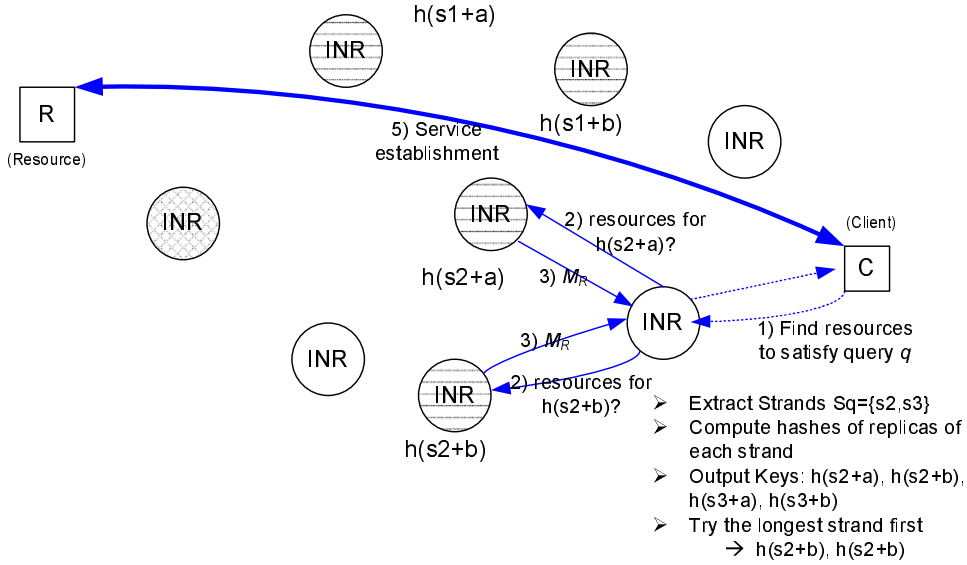 h(s1+a)
INR
INR
h(s1+b)
R
(Resource)
5) Service
establishment
INR
INR
INR
h(s2+a)
2) resources for
h(s2+a)?
3) MR
(Client)
C
1) Find resources
to satisfy query q
INR
INR
3) MR
INR
h(s2+b)
2) resources for
h(s2+b)?
➢ Extract Strands Sq={s2,s3}
➢ Compute hashes of replicas of
each strand
➢ Output Keys: h(s2+a), h(s2+b),
h(s3+a), h(s3+b)
➢ Try the longest strand first
→ h(s2+b), h(s2+b)